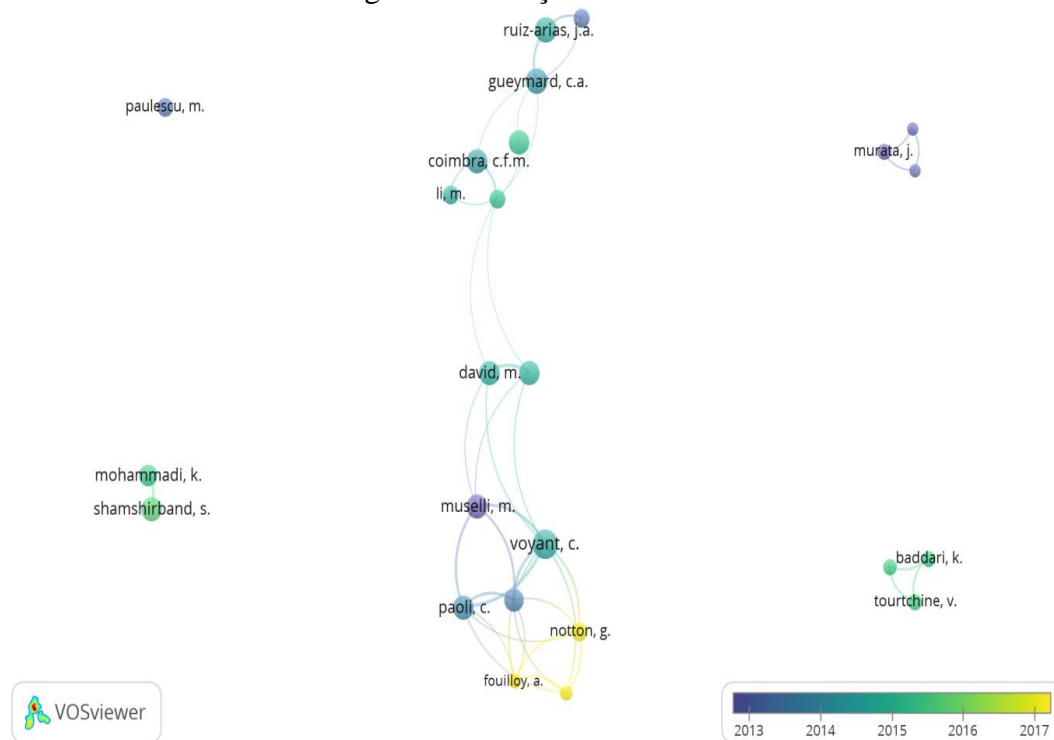 ruiz-arias, j.a.
gueymard, c.a.
paulescu, m.
murata, j.
coimbra, c.f.m.
li, m.
david, m.
mohammadi, k.
shamshirband, s.
muselli, m.
voyant, c.
baddari, k.
tourtchine, v.
paoli, c.
notton, g.
fouilloy, a.
VOSviewer
2013 2014 2015 2016 2017